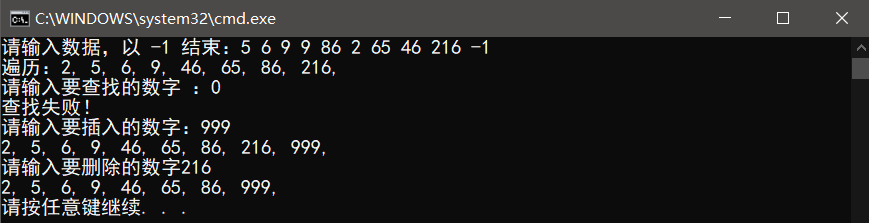 C:\WINDOWS\system32\cmd.exe
请输入数据，以 -1 结束：5 6 9 9 86 2 65 46 216 -1
遍历：2, 5, 6, 9, 46, 65, 86, 216,
请输入要查找的数字 ：0
查找失败！
请输入要插入的数字：999
2, 5, 6, 9, 46, 65, 86, 216, 999,
请输入要删除的数字216
2, 5, 6, 9, 46, 65, 86, 999,
请按任意键继续. . .